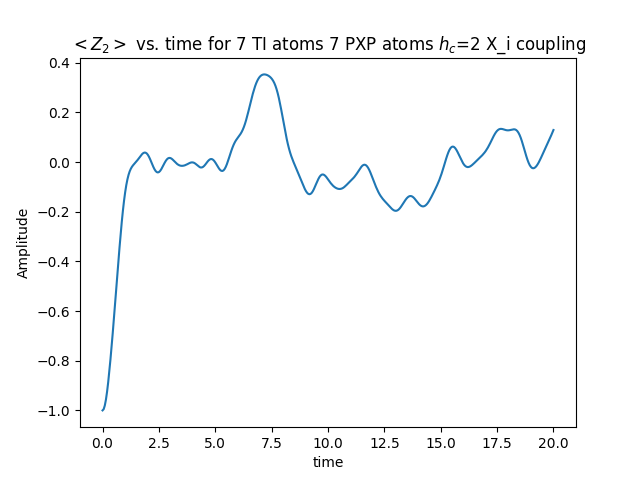 < Z₂ > vs. time for 7 TI atoms 7 PXP atoms h_c=2 X_i coupling
0.4
0.2
0.0
−0.2
−0.4
−0.6
−0.8
−1.0
Amplitude
0.0 2.5 5.0 7.5 10.0 12.5 15.0 17.5 20.0
time